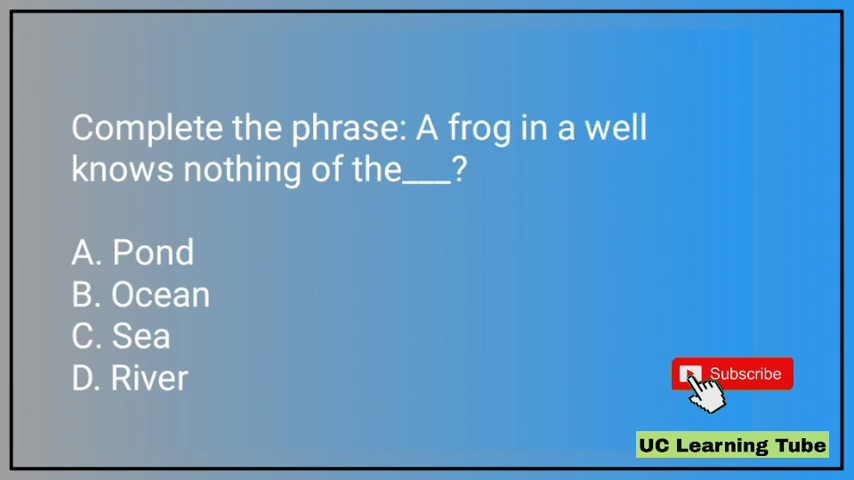 Complete the phrase: A frog in a well
knows nothing of the___?
A. Pond
B. Ocean
C. Sea
D. River
Subscribe
UC Learning Tube